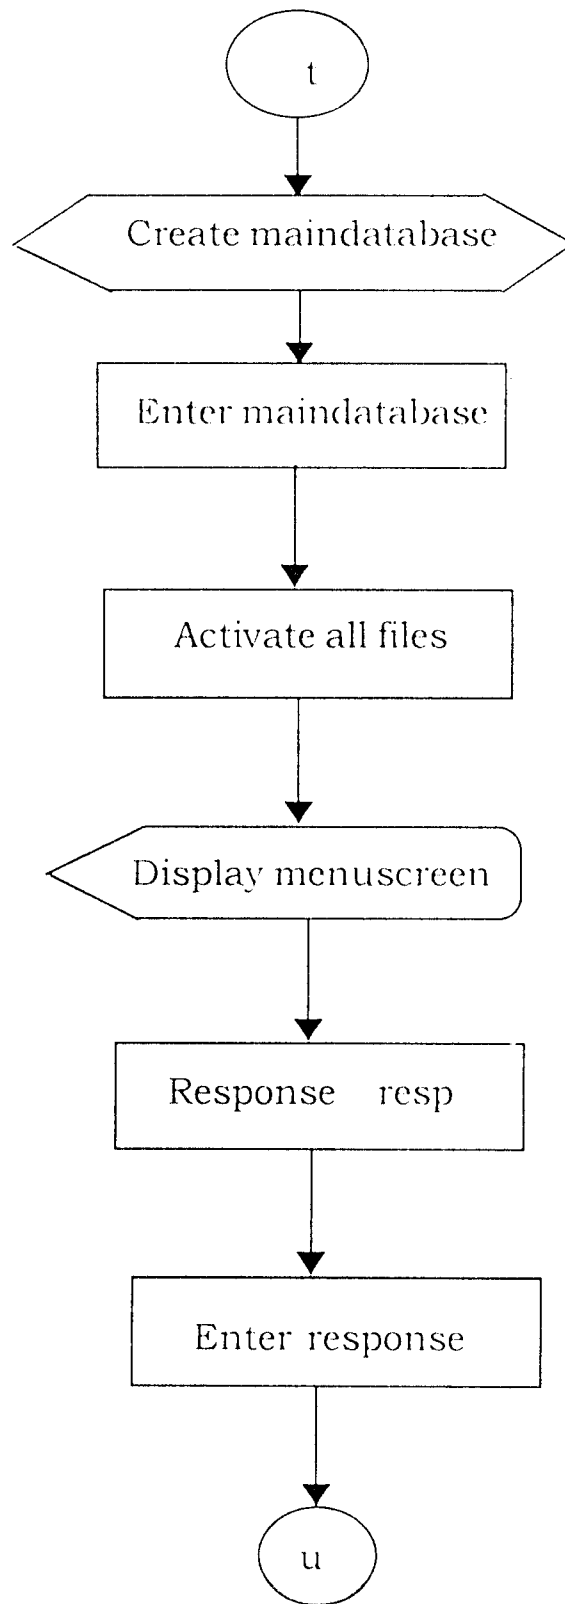 t
Create maindatabase
Enter maindatabase
Activate all files
Display menuscreen
Response resp
Enter response
u